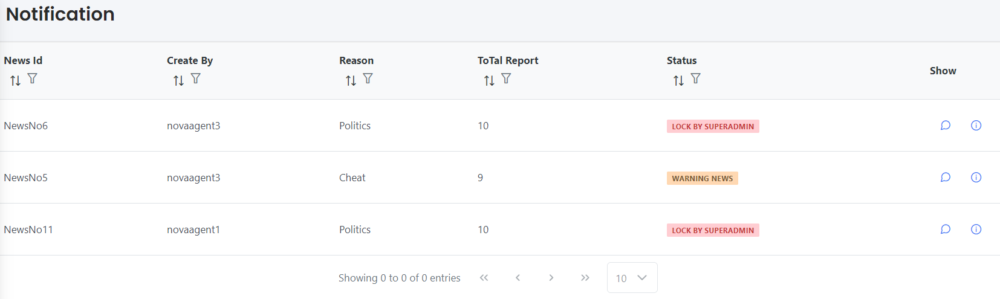 Notification
News Id Create By Reason ToTal Report Status Show
NewsNo6 novaagent3 Politics 10 LOCK BY SUPERADMIN
NewsNo5 novaagent3 Cheat 9 WARNING NEWS
NewsNo11 novaagent1 Politics 10 LOCK BY SUPERADMIN
Showing 0 to 0 of 0 entries 10